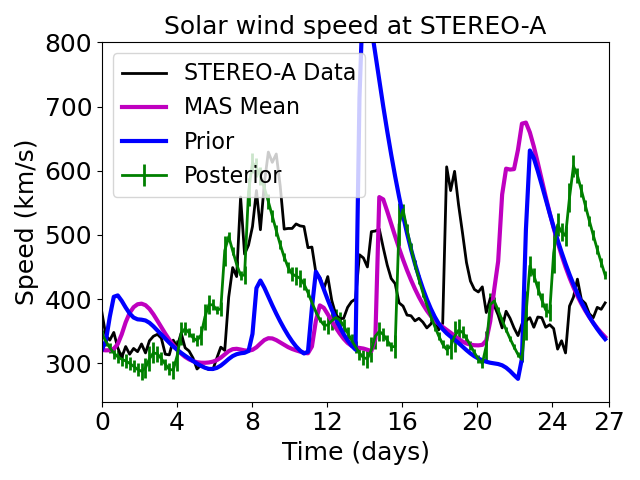 Solar wind speed at STEREO-A
800
700
600
500
400
300
Speed (km/s)
STEREO-A Data
MAS Mean
Prior
Posterior
0 4 8 12 16 20 24 27
Time (days)